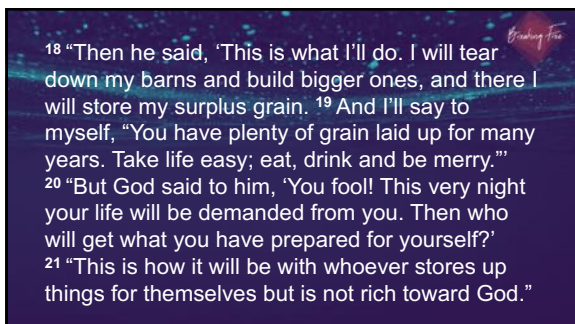 Breaking Free
18 “Then he said, ‘This is what I’ll do. I will tear
down my barns and build bigger ones, and there I
will store my surplus grain. 19 And I’ll say to
myself, “You have plenty of grain laid up for many
years. Take life easy; eat, drink and be merry.”’
20 “But God said to him, ‘You fool! This very night
your life will be demanded from you. Then who
will get what you have prepared for yourself?’
21 “This is how it will be with whoever stores up
things for themselves but is not rich toward God.”